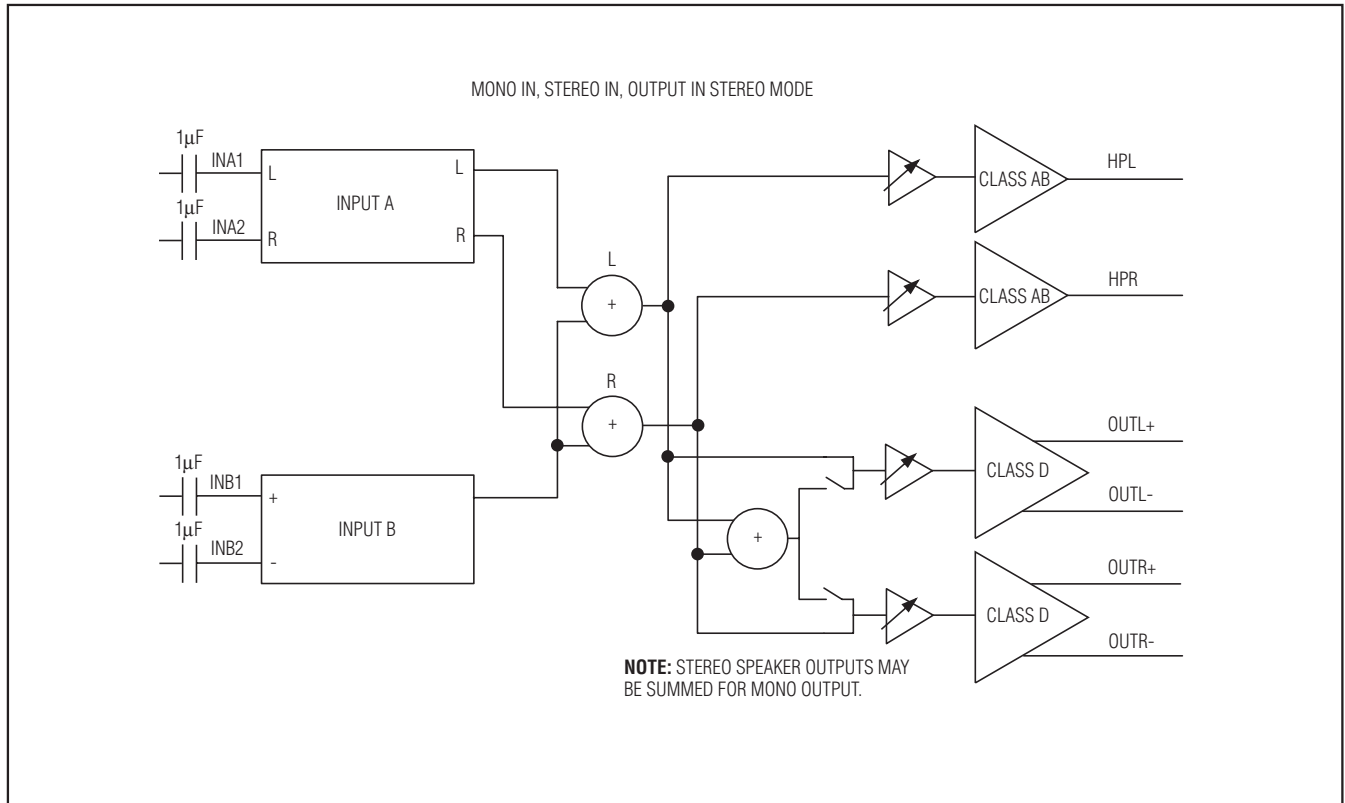 MONO IN, STEREO IN, OUTPUT IN STEREO MODE
1μF
INA1
L
INPUT A
L
1μF
INA2
R
R
L
+
R
+
CLASS AB
HPL
CLASS AB
HPR
1μF
INB1
+
INPUT B
1μF
INB2
-
+
CLASS D
OUTL+
OUTL-
CLASS D
OUTR+
OUTR-
NOTE: STEREO SPEAKER OUTPUTS MAY
BE SUMMED FOR MONO OUTPUT.